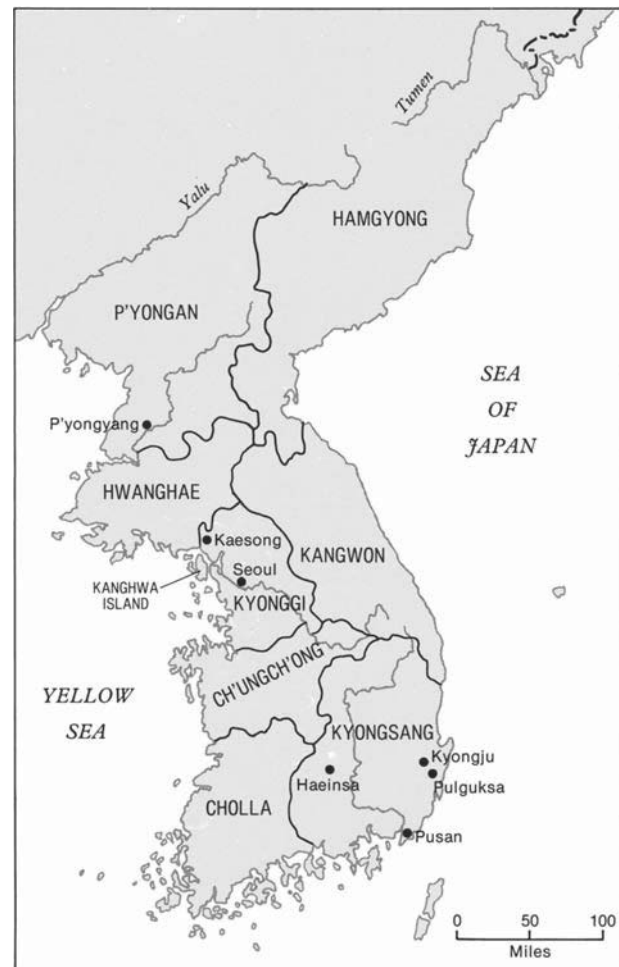 Tumen
Yalu
HAMGYONG
P'YONGAN
SEA
OF
JAPAN
P'yongyang
HWANGHAE
Kaesong
KANGWON
Seoul
KANGHWA
ISLAND
KYONGGI
CH'UNGCH'ONG
YELLOW
SEA
KYONGSANG
Kyongju
Haeinsa
Pulguksa
CHOLLA
Pusan
0 50 100
Miles